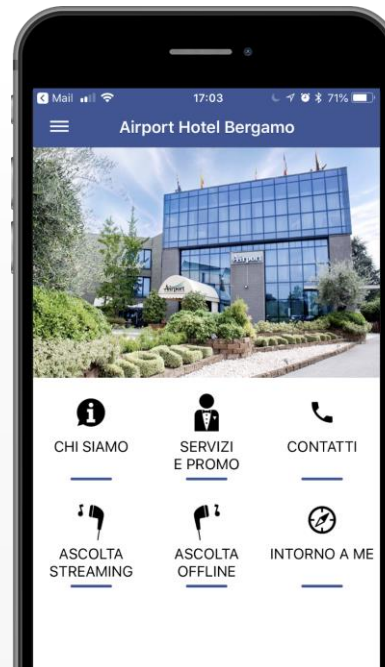 Mail
17:03
71%
Airport Hotel Bergamo
Airport
Airport
CHI SIAMO
SERVIZI
E PROMO
CONTATTI
ASCOLTA
STREAMING
ASCOLTA
OFFLINE
INTORNO A ME